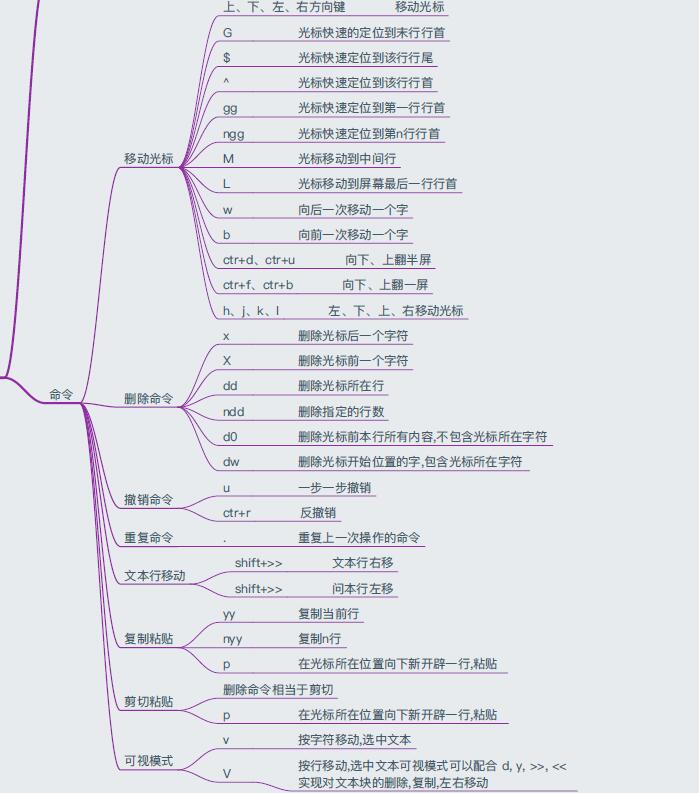 上、下、左、右方向键 移动光标
G 光标快速的定位到末行行首
$ 光标快速定位到该行行尾
^ 光标快速定位到该行行首
gg 光标快速定位到第一行行首
ngg 光标快速定位到第n行行首
移动光标
M 光标移动到中间行
L 光标移动到屏幕最后一行行首
w 向后一次移动一个字
b 向前一次移动一个字
ctr+d、ctr+u 向下、上翻半屏
ctr+f、ctr+b 向下、上翻一屏
h、j、k、l 左、下、上、右移动光标
命令
x 删除光标后一个字符
X 删除光标前一个字符
删除命令
dd 删除光标所在行
ndd 删除指定的行数
d0 删除光标前本行所有内容,不包含光标所在字符
dw 删除光标开始位置的字,包含光标所在字符
撤销命令
u 一步一步撤销
ctr+r 反撤销
重复命令
. 重复上一次操作的命令
文本行移动
shift+>> 文本行右移
shift+>> 问本行左移
复制粘贴
yy 复制当前行
nyy 复制n行
p 在光标所在位置向下新开辟一行,粘贴
剪切粘贴
删除命令相当于剪切
p 在光标所在位置向下新开辟一行,粘贴
可视模式
v 按字符移动,选中文本
V 按行移动,选中文本可视模式可以配合 d, y, >>, <<
实现对文本块的删除,复制,左右移动